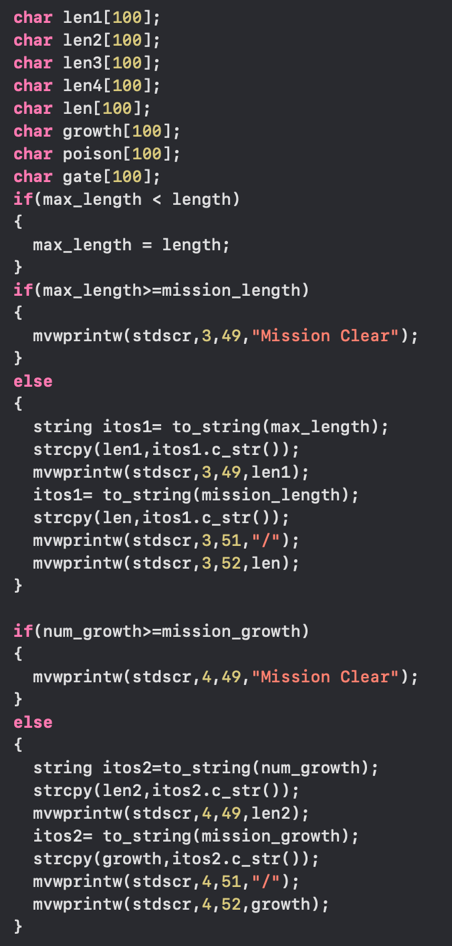 char len1[100];
char len2[100];
char len3[100];
char len4[100];
char len[100];
char growth[100];
char poison[100];
char gate[100];
if(max_length < length)
{
  max_length = length;
}
if(max_length>=mission_length)
{
  mvwprintw(stdscr,3,49,"Mission Clear");
}
else
{
  string itos1= to_string(max_length);
  strcpy(len1,itos1.c_str());
  mvwprintw(stdscr,3,49,len1);
  itos1= to_string(mission_length);
  strcpy(len,itos1.c_str());
  mvwprintw(stdscr,3,51,"/");
  mvwprintw(stdscr,3,52,len);
}

if(num_growth>=mission_growth)
{
  mvwprintw(stdscr,4,49,"Mission Clear");
}
else
{
  string itos2=to_string(num_growth);
  strcpy(len2,itos2.c_str());
  mvwprintw(stdscr,4,49,len2);
  itos2= to_string(mission_growth);
  strcpy(growth,itos2.c_str());
  mvwprintw(stdscr,4,51,"/");
  mvwprintw(stdscr,4,52,growth);
}